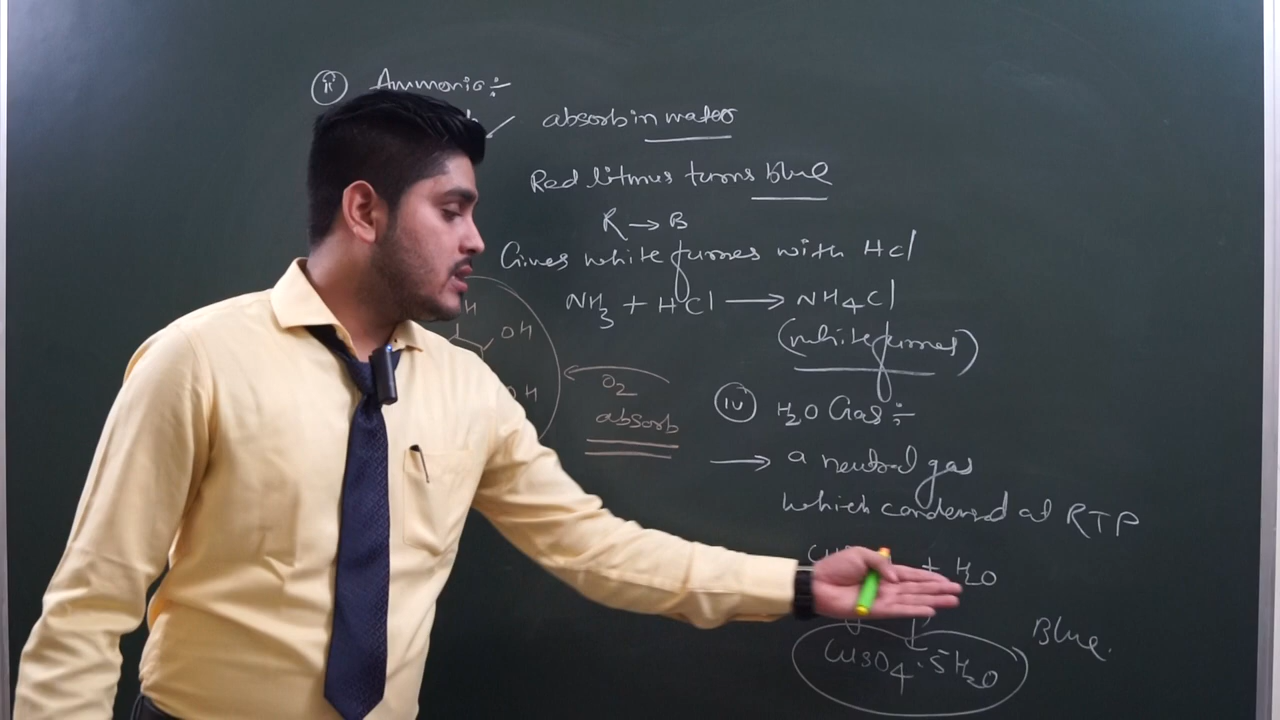 (ii) Ammonia:-
absorb in water
Red litmus turns blue
R → B
Gives white fumes with HCl
NH3 + HCl → NH4Cl
(white fumes)
OH
O2
absorb
(iv) H2O Gas:-
→ a neutral gas
which condensed at RTP
+ H2O
CuSO4.5H2O
Blue.